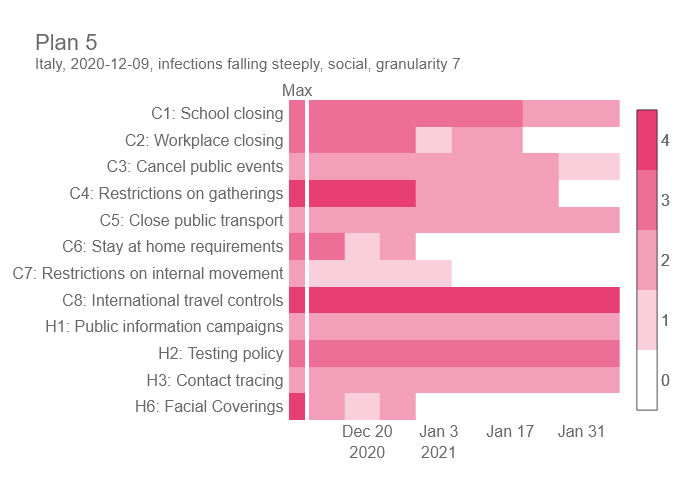 Plan 5
Italy, 2020-12-09, infections falling steeply, social, granularity 7
Max
C1: School closing
C2: Workplace closing
C3: Cancel public events
C4: Restrictions on gatherings
C5: Close public transport
C6: Stay at home requirements
C7: Restrictions on internal movement
C8: International travel controls
H1: Public information campaigns
H2: Testing policy
H3: Contact tracing
H6: Facial Coverings
Dec 20 Jan 3 Jan 17 Jan 31
2020 2021
4
3
2
1
0